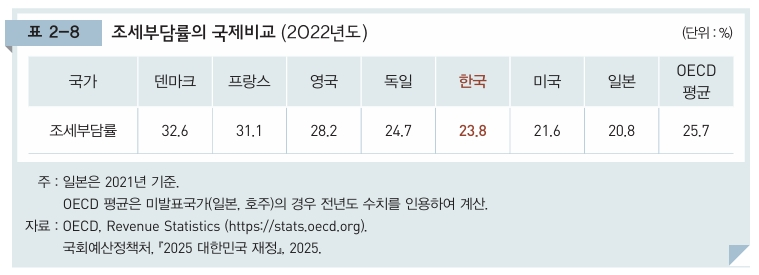 표 2-8 조세부담률의 국제비교 (2022년도) (단위 : %)
국가 덴마크 프랑스 영국 독일 한국 미국 일본 OECD 평균
조세부담률 32.6 31.1 28.2 24.7 23.8 21.6 20.8 25.7
주 : 일본은 2021년 기준.
OECD 평균은 미발표국가(일본, 호주)의 경우 전년도 수치를 인용하여 계산.
자료 : OECD, Revenue Statistics (https://stats.oecd.org).
국회예산정책처, 『2025 대한민국 재정』, 2025.